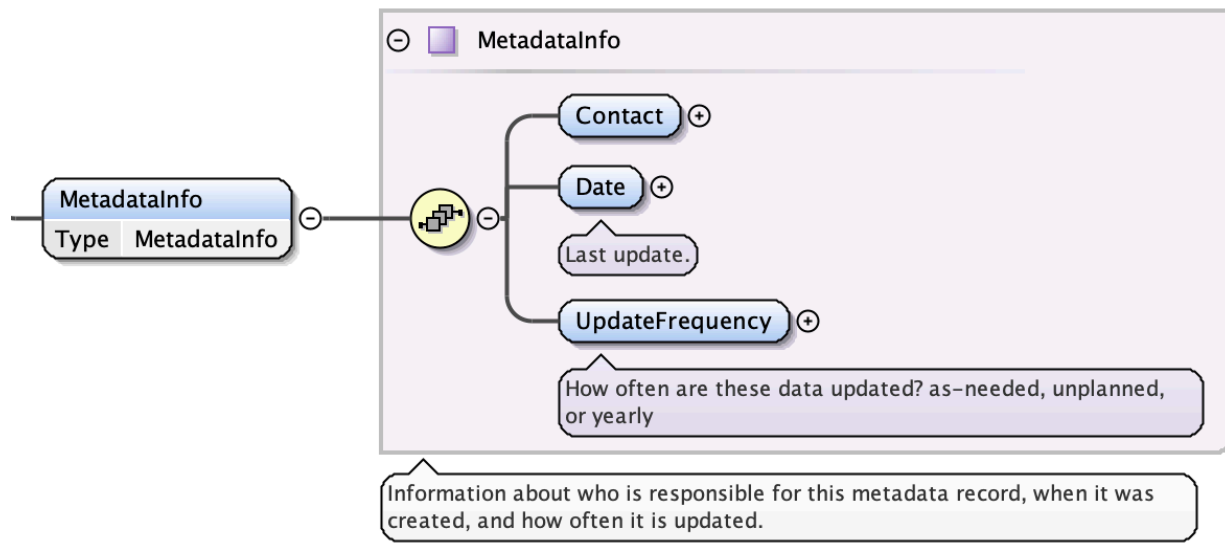 MetadataInfo
Contact
Date
MetadataInfo
Type MetadataInfo
Last update.
UpdateFrequency
How often are these data updated? as-needed, unplanned,
or yearly
Information about who is responsible for this metadata record, when it was
created, and how often it is updated.